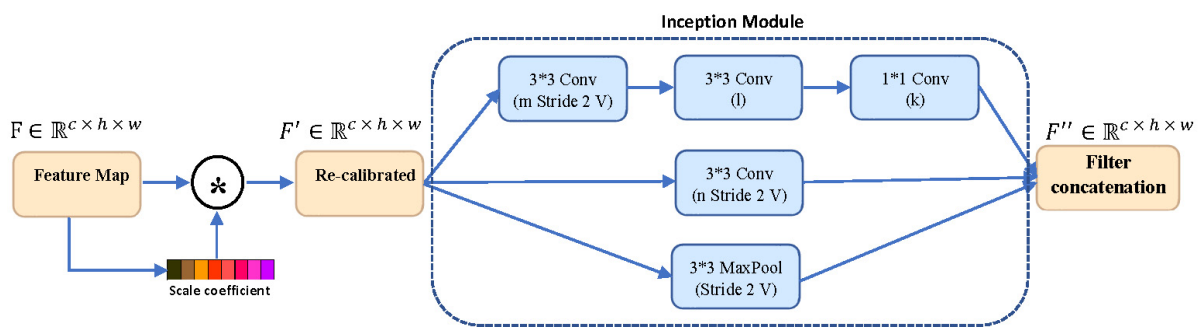 Inception Module
3*3 Conv
(m Stride 2 V)
3*3 Conv
(l)
1*1 Conv
(k)
𝔽 ∈ ℝ^{c × h × w}
F′ ∈ ℝ^{c × h × w}
F′′ ∈ ℝ^{c × h × w}
Feature Map
*
Re-calibrated
3*3 Conv
(n Stride 2 V)
Filter
concatenation
Scale coefficient
3*3 MaxPool
(Stride 2 V)